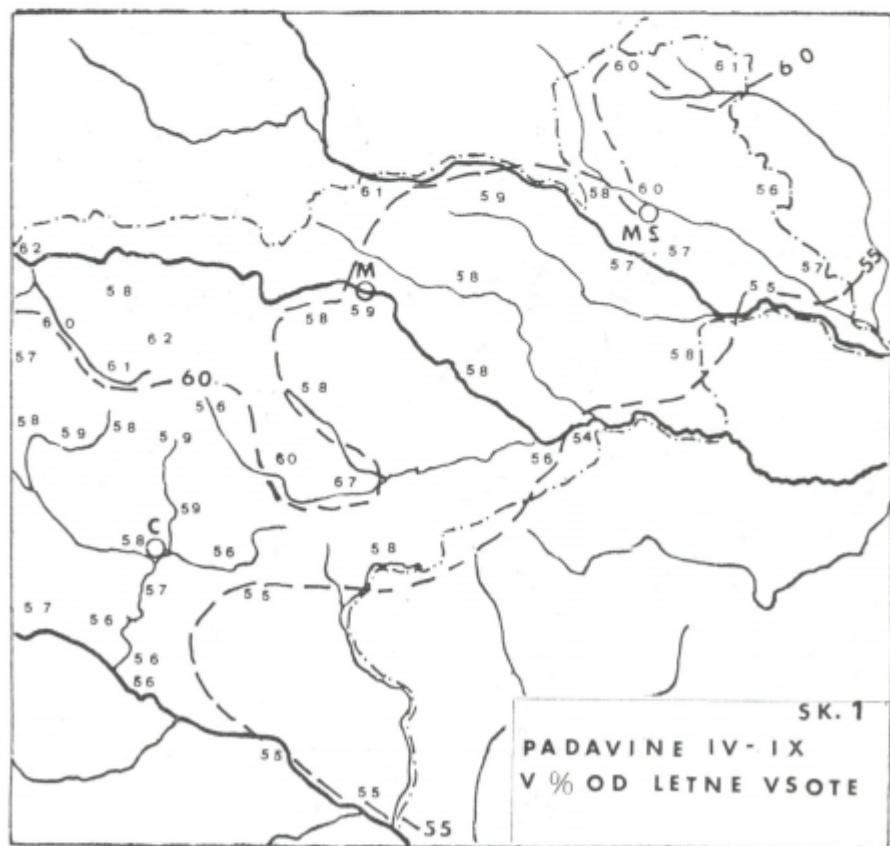 60 61 60
61 59 58 60 56
MS
62 57 57 57 55
M
58 58 59 58 55
60 62
57 61 60 58 58 58
58 59 58 59 56
60 67 56 54
59
C
58 56 58
57 55
57 56
56
56
55
55
55
SK. 1
PADAVINE IV - IX
V % OD LETNE VSOTE